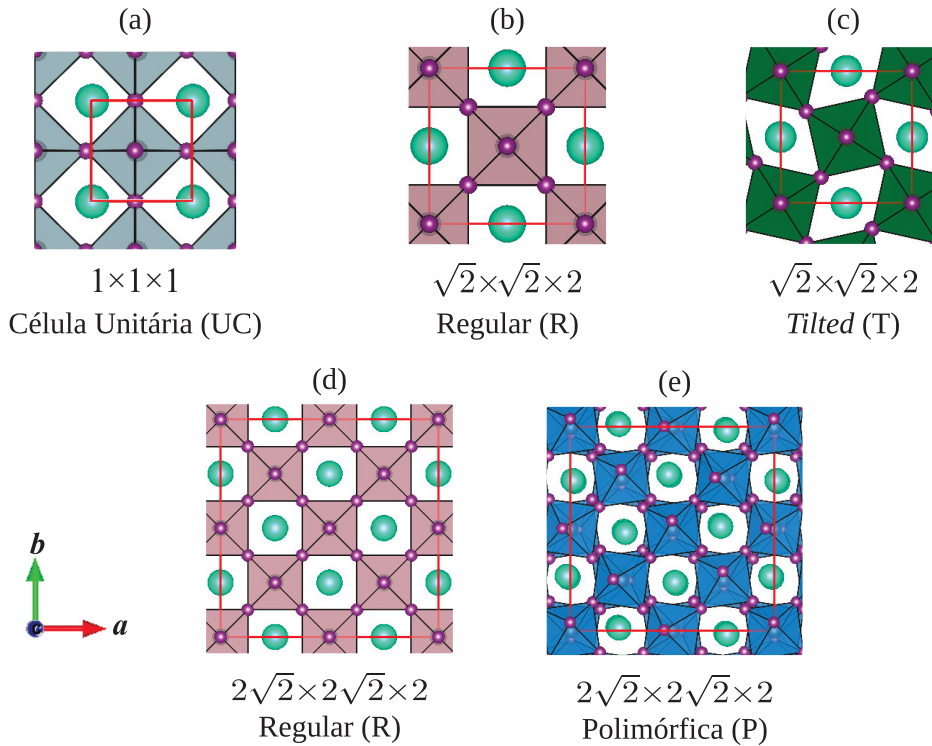 (a)
(b)
(c)
1×1×1
Célula Unitária (UC)
√2×√2×2
Regular (R)
√2×√2×2
Tilted (T)
(d)
(e)
b
c
a
2√2×2√2×2
Regular (R)
2√2×2√2×2
Polimórfica (P)